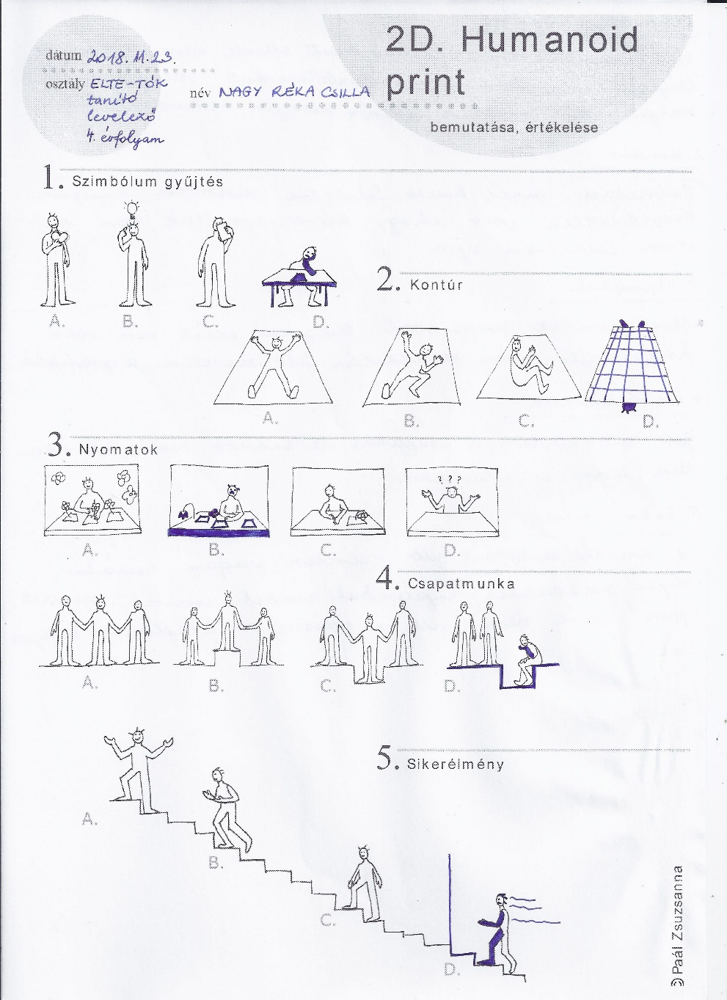 2D. Humanoid
print
bemutatása, értékelése
dátum 2018. 11. 23.
osztály ELTE-TÓK
tanító
levelező
4. évfolyam
név NAGY RÉKA CSILLA
1. Szimbólum gyűjtés
A. B. C. D.
2. Kontúr
A. B. C. D.
3. Nyomatok
? ? ?
A. B. C. D.
4. Csapatmunka
A. B. C. D.
5. Sikerélmény
A.
B.
C.
D.
© Paál Zsuzsanna